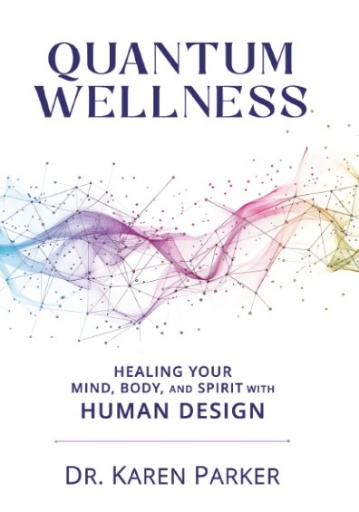 QUANTUM
WELLNESS
HEALING YOUR
MIND, BODY, AND SPIRIT WITH
HUMAN DESIGN
DR. KAREN PARKER